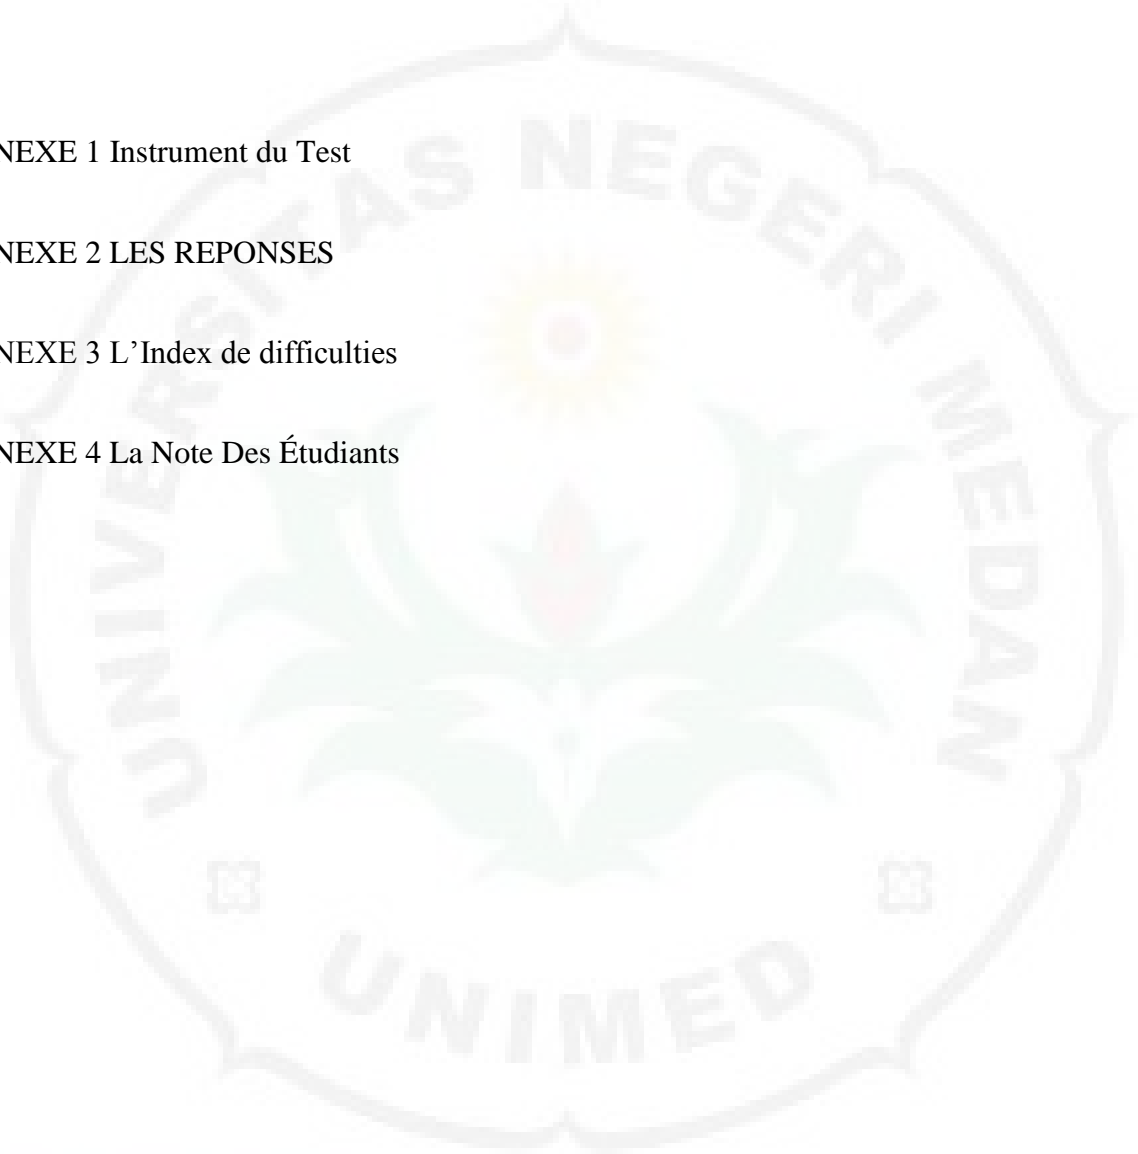 NEXE 1 Instrument du Test
NEXE 2 LES REPONSES
NEXE 3 L’Index de difficulties
NEXE 4 La Note Des Étudiants
UNIVERSITAS NEGERI MEDAN
UNIMED